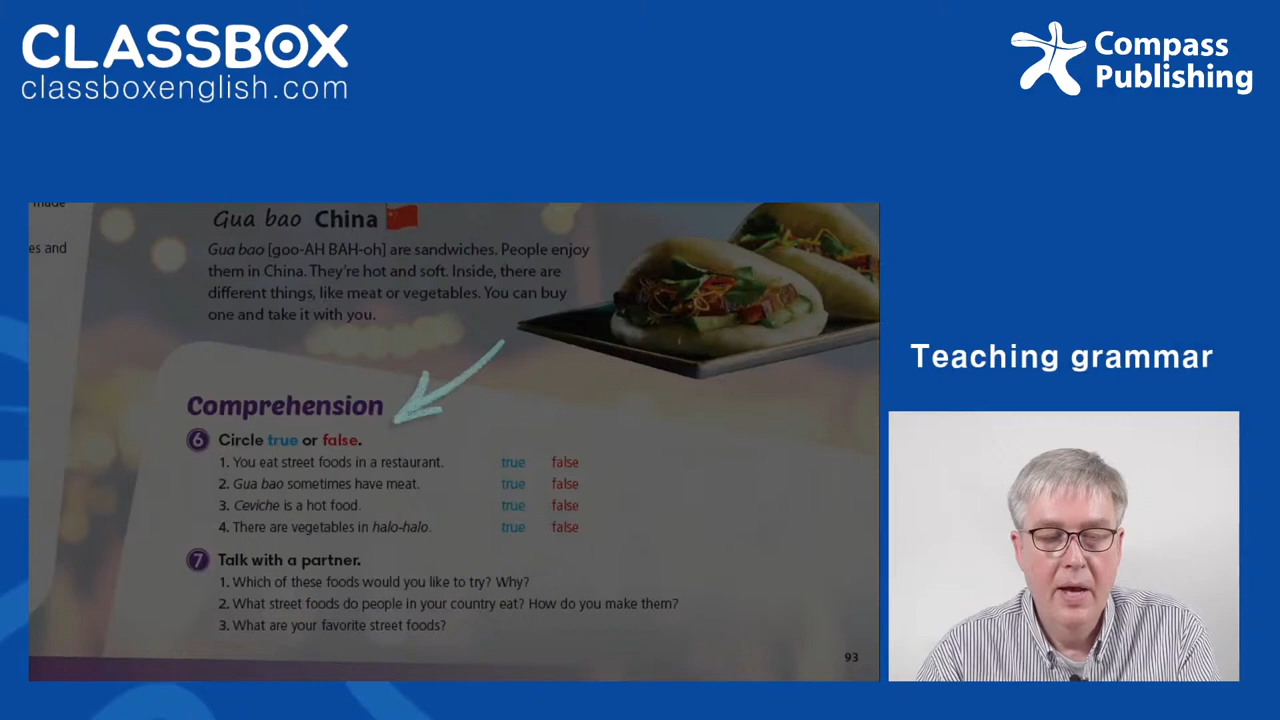 CLASSBOX
classboxenglish.com
Compass
Publishing
made
es and
Gua bao China
Gua bao [goo-AH BAH-oh] are sandwiches. People enjoy
them in China. They're hot and soft. Inside, there are
different things, like meat or vegetables. You can buy
one and take it with you.
Comprehension
6 Circle true or false.
1. You eat street foods in a restaurant. true false
2. Gua bao sometimes have meat. true false
3. Ceviche is a hot food. true false
4. There are vegetables in halo-halo. true false
7 Talk with a partner.
1. Which of these foods would you like to try? Why?
2. What street foods do people in your country eat? How do you make them?
3. What are your favorite street foods?
93
Teaching grammar